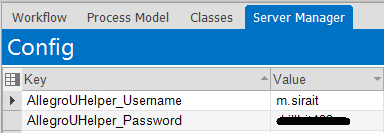 Workflow Process Model Classes Server Manager
Config
Key Value
AllegroUHelper_Username m.sirait
AllegroUHelper_Password